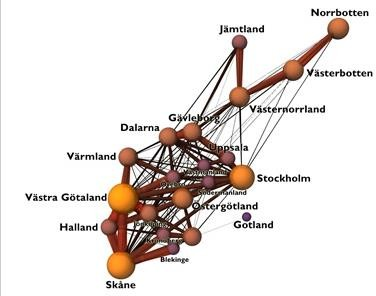 Norrbotten
Jämtland
Västerbotten
Västernorrland
Gävleborg
Dalarna
Uppsala
Värmland
Stockholm
Södermanland
Västra Götaland
Östergötland
Gotland
Halland
Blekinge
Skåne